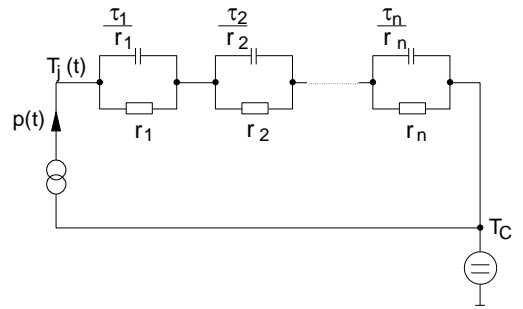 τ1 τ2 τn
r1 r2 rn
Tj (t)
p(t)
r1 r2 rn
TC